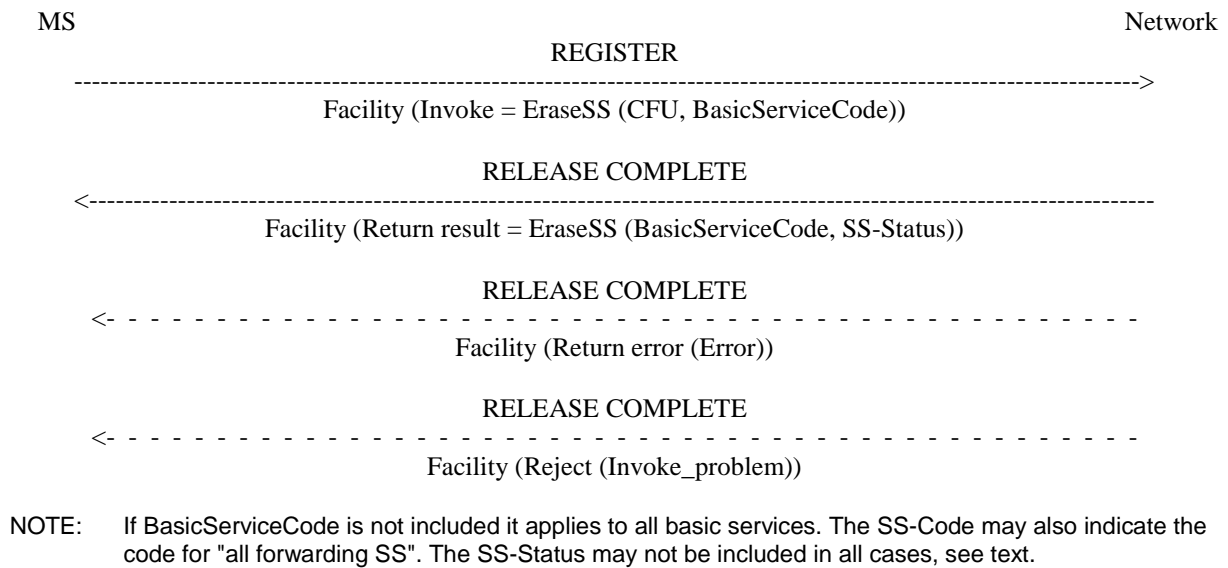 MS Network
REGISTER
Facility (Invoke = EraseSS (CFU, BasicServiceCode))
RELEASE COMPLETE
Facility (Return result = EraseSS (BasicServiceCode, SS-Status))
RELEASE COMPLETE
Facility (Return error (Error))
RELEASE COMPLETE
Facility (Reject (Invoke_problem))
NOTE: If BasicServiceCode is not included it applies to all basic services. The SS-Code may also indicate the
code for "all forwarding SS". The SS-Status may not be included in all cases, see text.